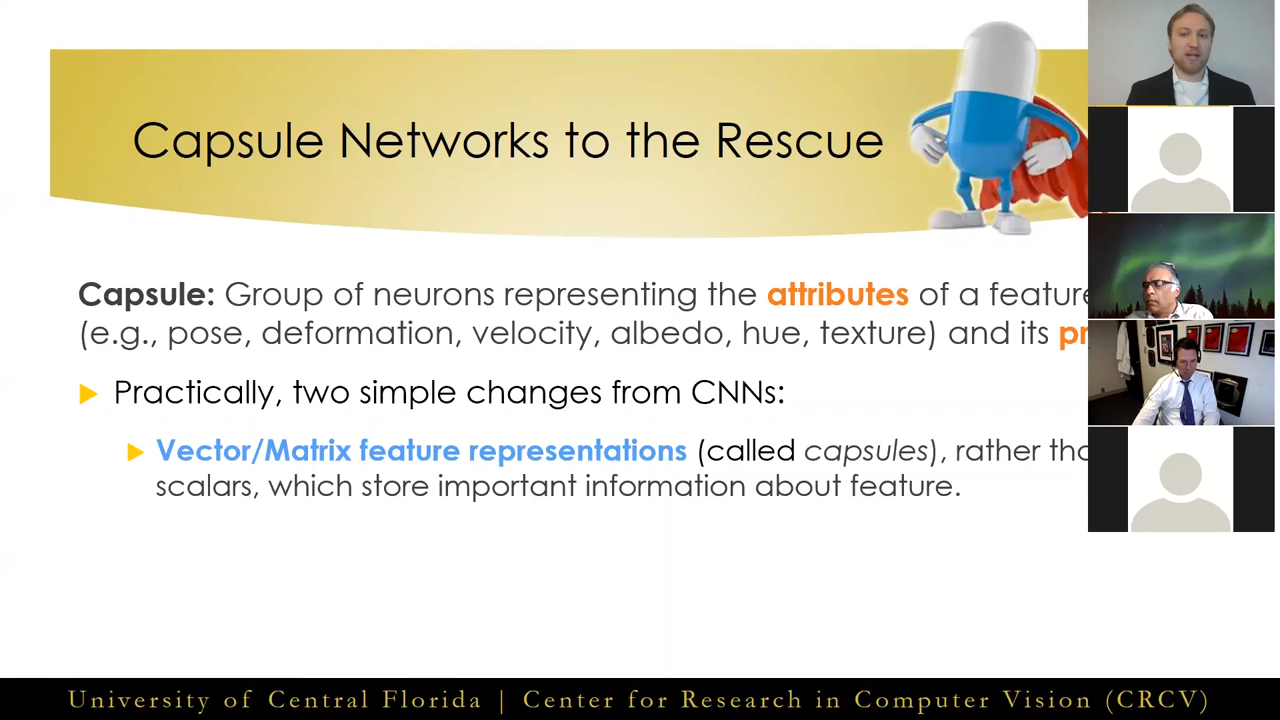 Capsule Networks to the Rescue
Capsule: Group of neurons representing the attributes of a feature
(e.g., pose, deformation, velocity, albedo, hue, texture) and its
Practically, two simple changes from CNNs:
Vector/Matrix feature representations (called capsules), rather
scalars, which store important information about feature.
University of Central Florida | Center for Research in Computer Vision (CRCV)